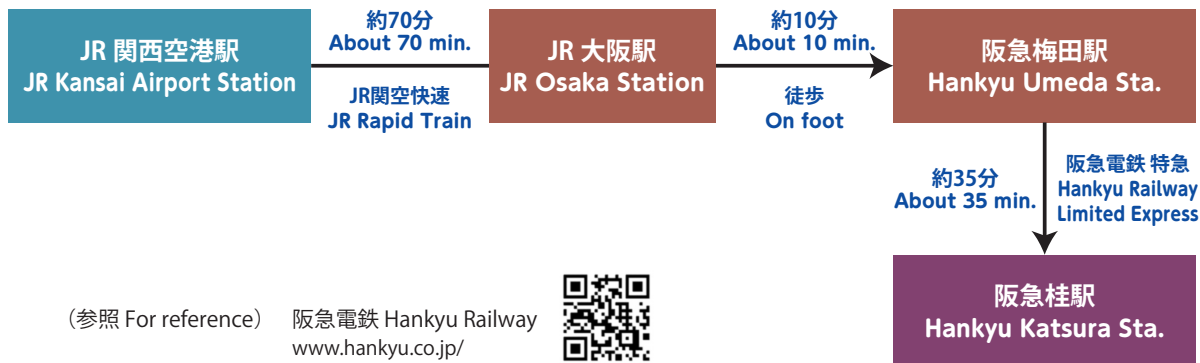 JR 関西空港駅
JR Kansai Airport Station
約70分
About 70 min.
JR関空快速
JR Rapid Train
JR 大阪駅
JR Osaka Station
約10分
About 10 min.
徒歩
On foot
阪急梅田駅
Hankyu Umeda Sta.
約35分
About 35 min.
阪急電鉄 特急
Hankyu Railway
Limited Express
阪急桂駅
Hankyu Katsura Sta.
（参照 For reference） 阪急電鉄 Hankyu Railway
www.hankyu.co.jp/